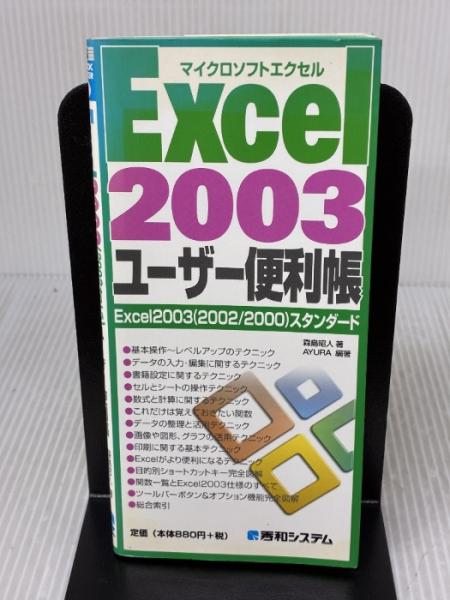 マイクロソフトエクセル
Excel
2003
ユーザー便利帳
Excel2003(2002/2000)スタンダード
森島昭人 著
AYURA 編著
●基本操作～レベルアップのテクニック
●データの入力・編集に関するテクニック
●書籍設定に関するテクニック
●セルとシートの操作テクニック
●数式と計算に関するテクニック
●これだけは覚えておきたい関数
●データの整理と活用テクニック
●画像や図形、グラフの活用テクニック
●印刷に関する基本テクニック
●Excelがより便利になるテクニック
●目的別ショートカットキー完全図解
●関数一覧とExcel2003仕様のすべて
●ツールバーボタン&オプション機能完全図解
●総合索引
定価（本体880円+税）
秀和システム